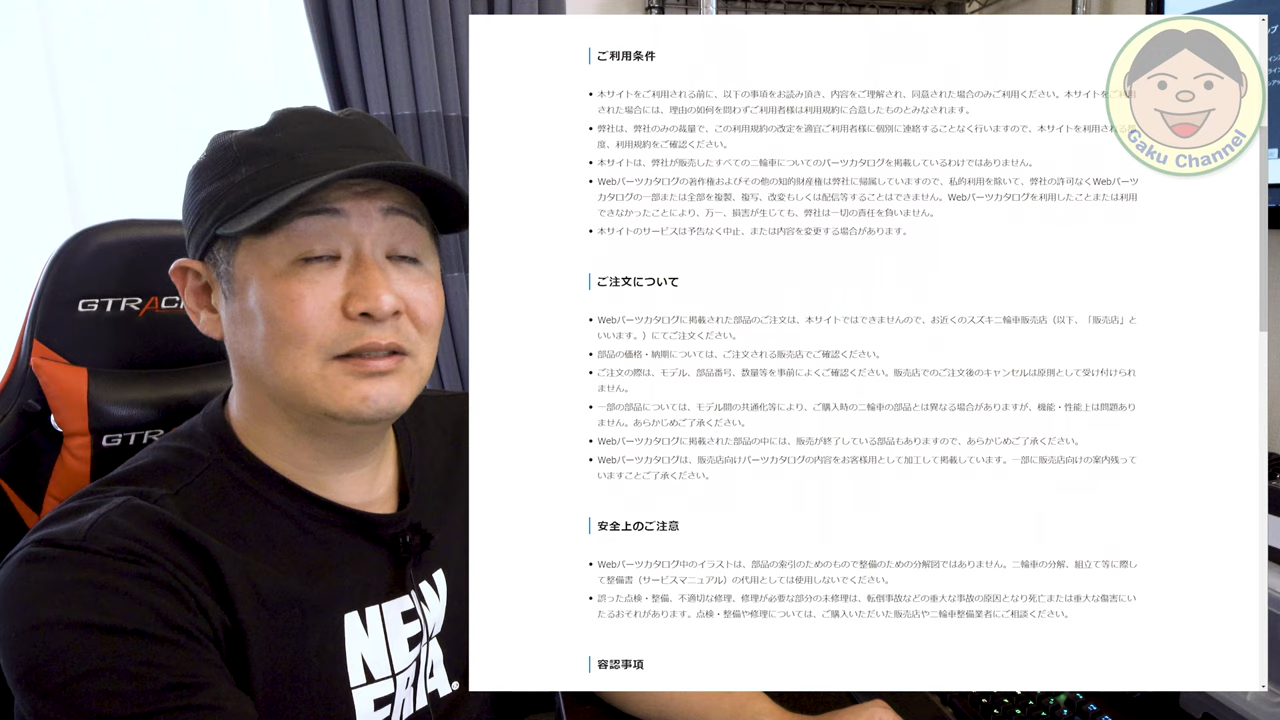 ご利用条件
本サイトをご利用される前に、以下の事項をお読み頂き、内容をご理解され、同意された場合のみご利用ください。本サイトをご利用
された場合には、理由の如何を問わずご利用者様は利用規約に合意したものとみなされます。
弊社は、弊社のみの裁量で、この利用規約の改定を適宜ご利用者様に個別に連絡することなく行いますので、本サイトを利用される都
度、利用規約をご確認ください。
本サイトは、弊社が販売したすべての二輪車についてのパーツカタログを掲載しているわけではありません。
Webパーツカタログの著作権およびその他の知的財産権は弊社に帰属していますので、私的利用を除いて、弊社の許可なくWebパーツ
カタログの一部または全部を複製、複写、改変もしくは配信等することはできません。Webパーツカタログを利用したことまたは利用
できなかったことにより、万一、損害が生じても、弊社は一切の責任を負いません。
本サイトのサービスは予告なく中止、または内容を変更する場合があります。
ご注文について
Webパーツカタログに掲載された部品のご注文は、本サイトではできませんので、お近くのスズキ二輪車販売店（以下、「販売店」と
いいます。）にてご注文ください。
部品の価格・納期については、ご注文される販売店でご確認ください。
ご注文の際は、モデル、部品番号、数量等を事前によくご確認ください。販売店でのご注文後のキャンセルは原則として受け付けられ
ません。
一部の部品については、モデル間の共通化等により、ご購入時の二輪車の部品とは異なる場合がありますが、機能・性能上は問題あり
ません。あらかじめご了承ください。
Webパーツカタログに掲載された部品の中には、販売が終了している部品もありますので、あらかじめご了承ください。
Webパーツカタログは、販売店向けパーツカタログの内容をお客様用として加工して掲載しています。一部に販売店向けの案内残って
いますことご了承ください。
安全上のご注意
Webパーツカタログ中のイラストは、部品の索引のためのもので整備のための分解図ではありません。二輪車の分解、組立て等に際し
て整備書（サービスマニュアル）の代用としては使用しないでください。
誤った点検・整備、不適切な修理、修理が必要な部分の未修理は、転倒事故などの重大な事故の原因となり死亡または重大な傷害にい
たるおそれがあります。点検・整備や修理については、ご購入いただいた販売店や二輪車整備業者にご相談ください。
容認事項
Gaku Channel
GTRAC
GTR
NEW
ERA